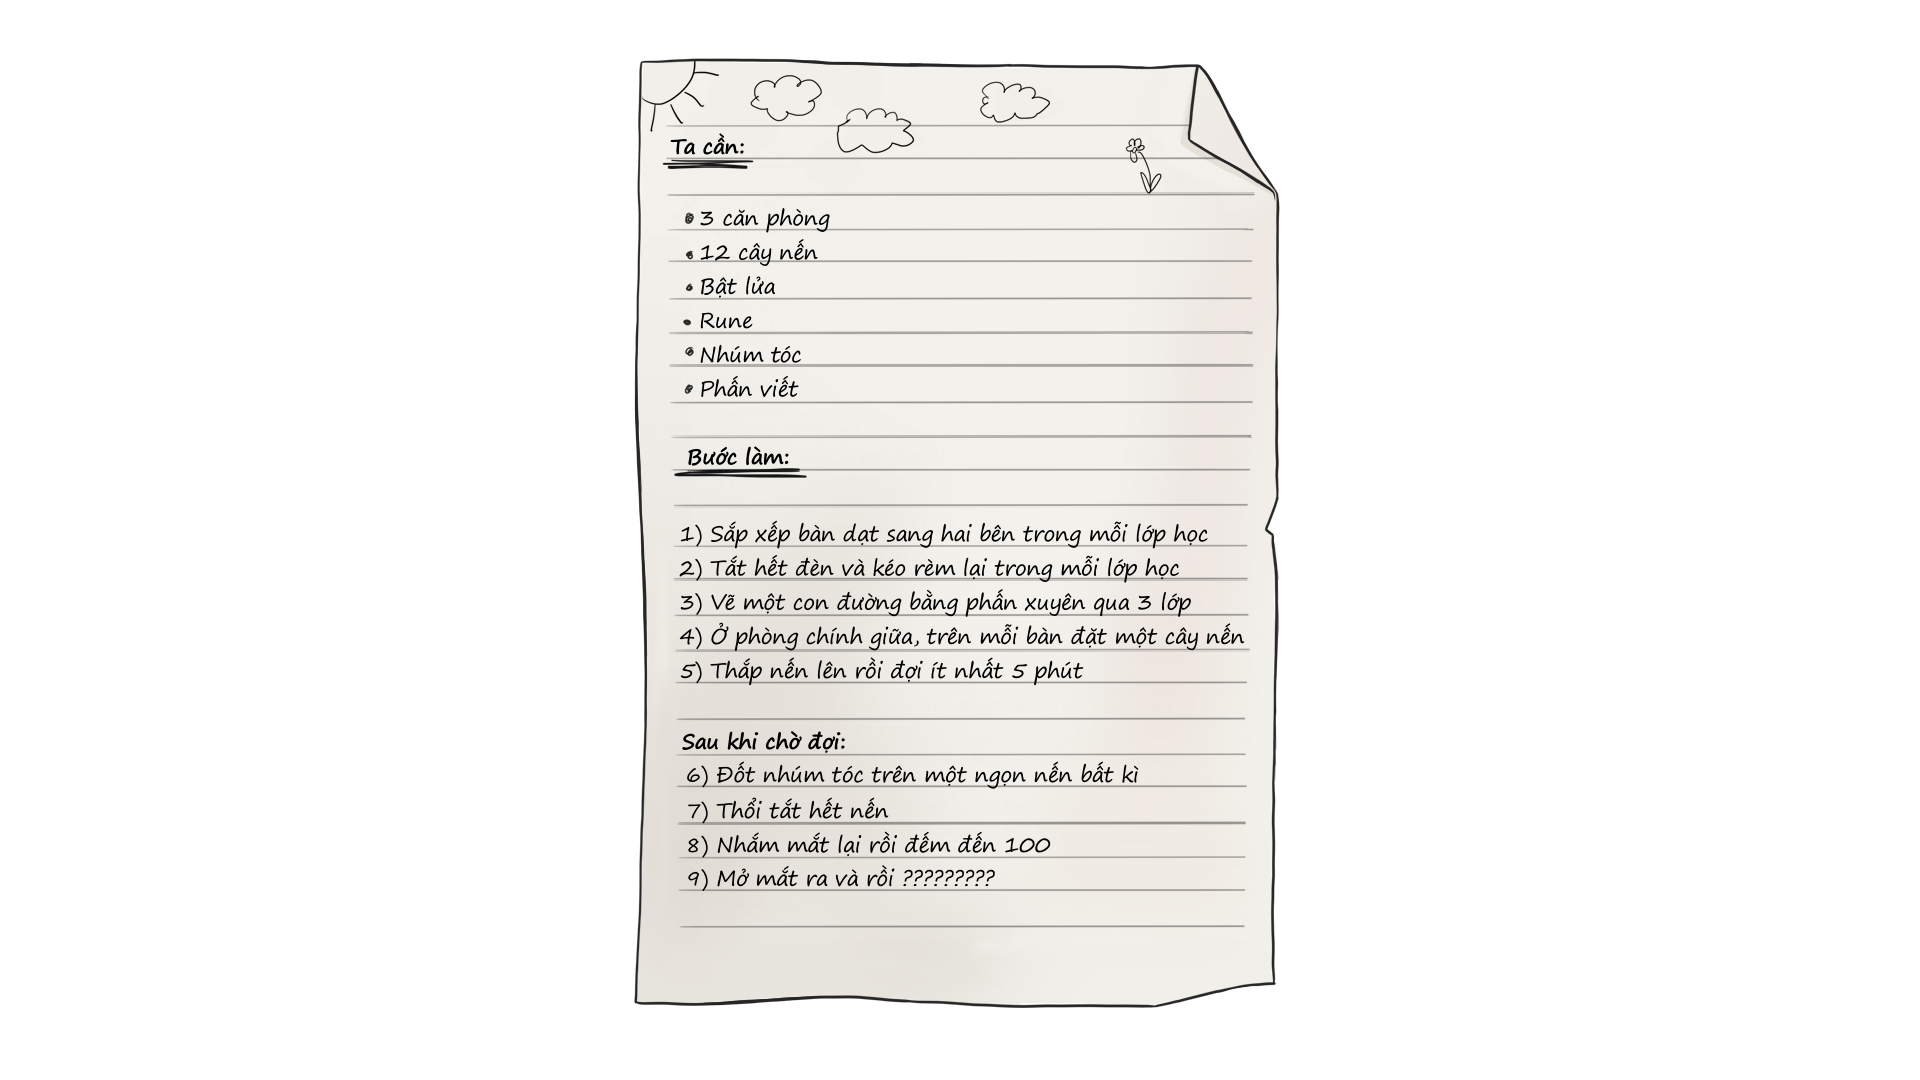 Ta cần:
• 3 căn phòng
• 12 cây nến
• Bật lửa
• Rune
• Nhúm tóc
• Phấn viết
Bước làm:
1) Sắp xếp bàn dạt sang hai bên trong mỗi lớp học
2) Tắt hết đèn và kéo rèm lại trong mỗi lớp học
3) Vẽ một con đường bằng phấn xuyên qua 3 lớp
4) Ở phòng chính giữa, trên mỗi bàn đặt một cây nến
5) Thắp nến lên rồi đợi ít nhất 5 phút
Sau khi chờ đợi:
6) Đốt nhúm tóc trên một ngọn nến bất kì
7) Thổi tắt hết nến
8) Nhắm mắt lại rồi đếm đến 100
9) Mở mắt ra và rồi ?????????